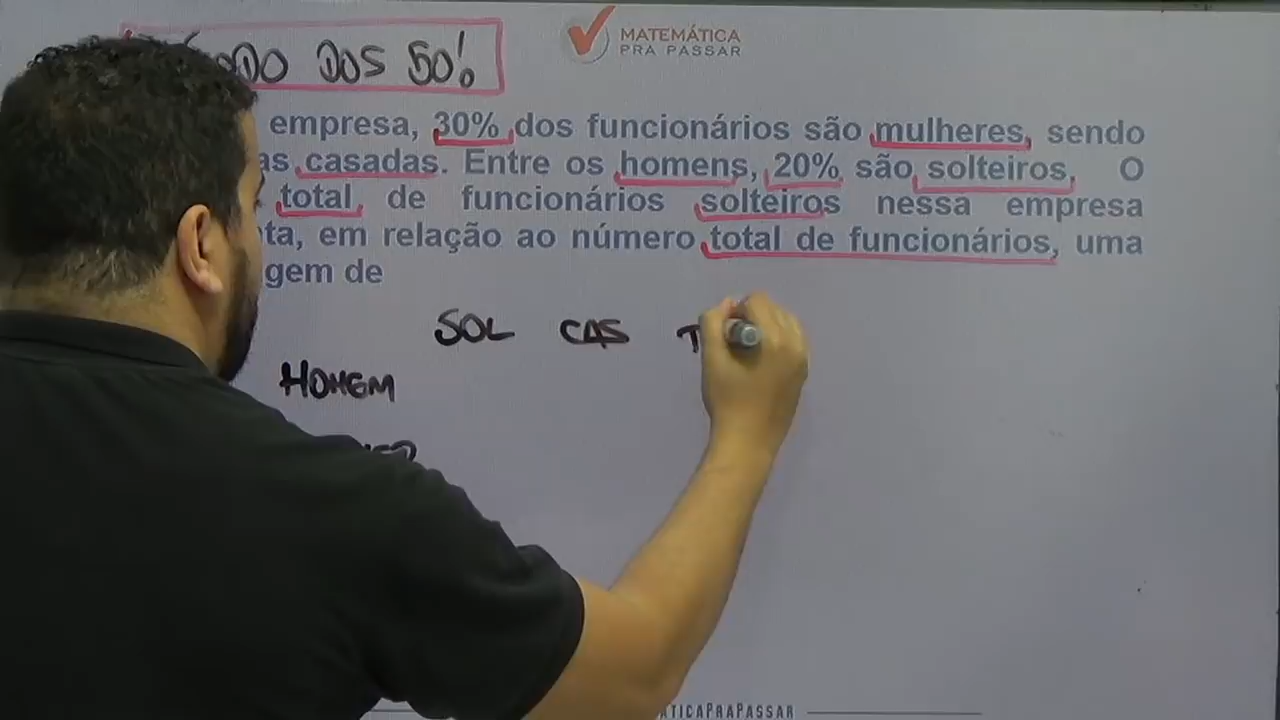 DOS 50!
MATEMÁTICA
PRA PASSAR
empresa, 30% dos funcionários são mulheres, sendo
as casadas. Entre os homens, 20% são solteiros. O
total de funcionários solteiros nessa empresa
ta, em relação ao número total de funcionários, uma
gem de
SOL CAS T
HOMEM
ATICAPRAPASSAR